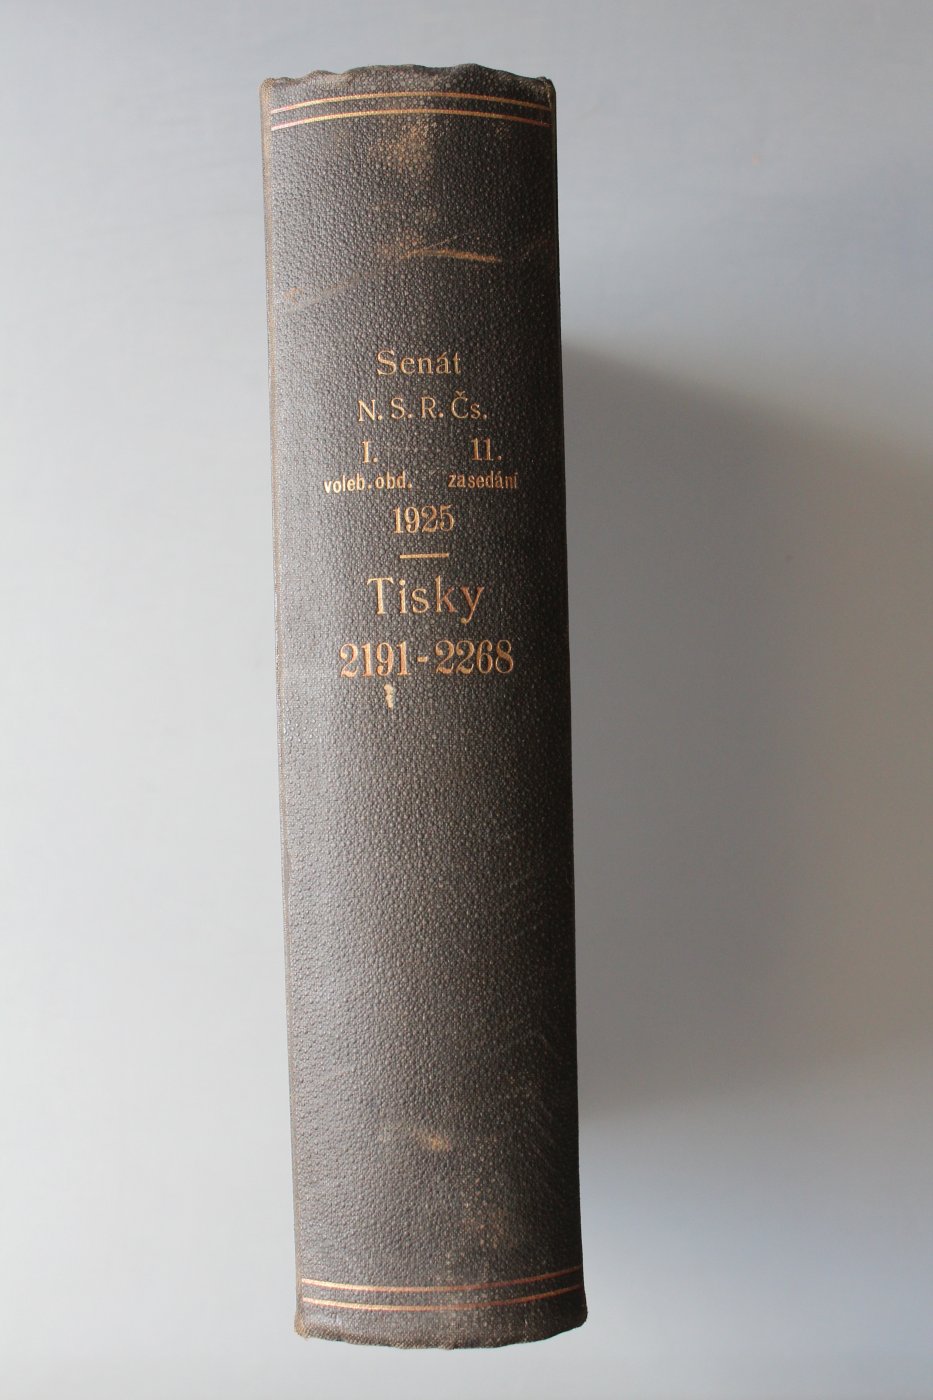 Senát
N. S. R. Čs.
I. 11.
voleb. obd. zasedání
1925
Tisky
2191-2268